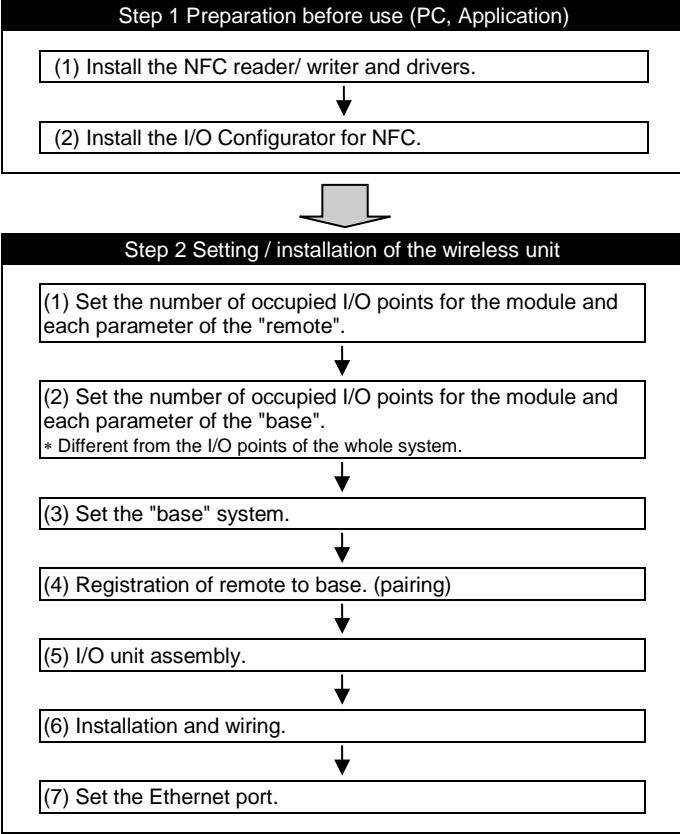 Step 1 Preparation before use (PC, Application)
(1) Install the NFC reader/ writer and drivers.
(2) Install the I/O Configurator for NFC.
Step 2 Setting / installation of the wireless unit
(1) Set the number of occupied I/O points for the module and
each parameter of the "remote".
(2) Set the number of occupied I/O points for the module and
each parameter of the "base".
* Different from the I/O points of the whole system.
(3) Set the "base" system.
(4) Registration of remote to base. (pairing)
(5) I/O unit assembly.
(6) Installation and wiring.
(7) Set the Ethernet port.